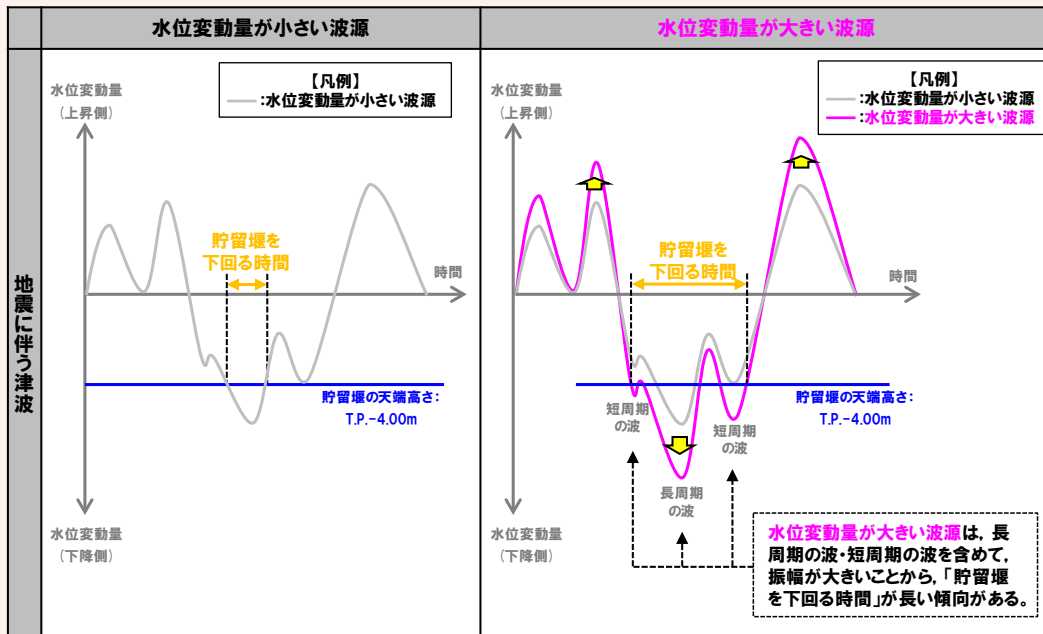 水位変動量が小さい波源
水位変動量が大きい波源
地震に伴う津波
水位変動量
(上昇側)
【凡例】
:水位変動量が小さい波源
貯留堰を
下回る時間
時間
貯留堰の天端高さ:
T.P.-4.00m
水位変動量
(下降側)
水位変動量
(上昇側)
【凡例】
:水位変動量が小さい波源
:水位変動量が大きい波源
貯留堰を
下回る時間
時間
貯留堰の天端高さ:
T.P.-4.00m
短周期
の波
短周期
の波
長周期
の波
水位変動量
(下降側)
水位変動量が大きい波源は,長
周期の波・短周期の波を含めて,
振幅が大きいことから,「貯留堰
を下回る時間」が長い傾向がある。